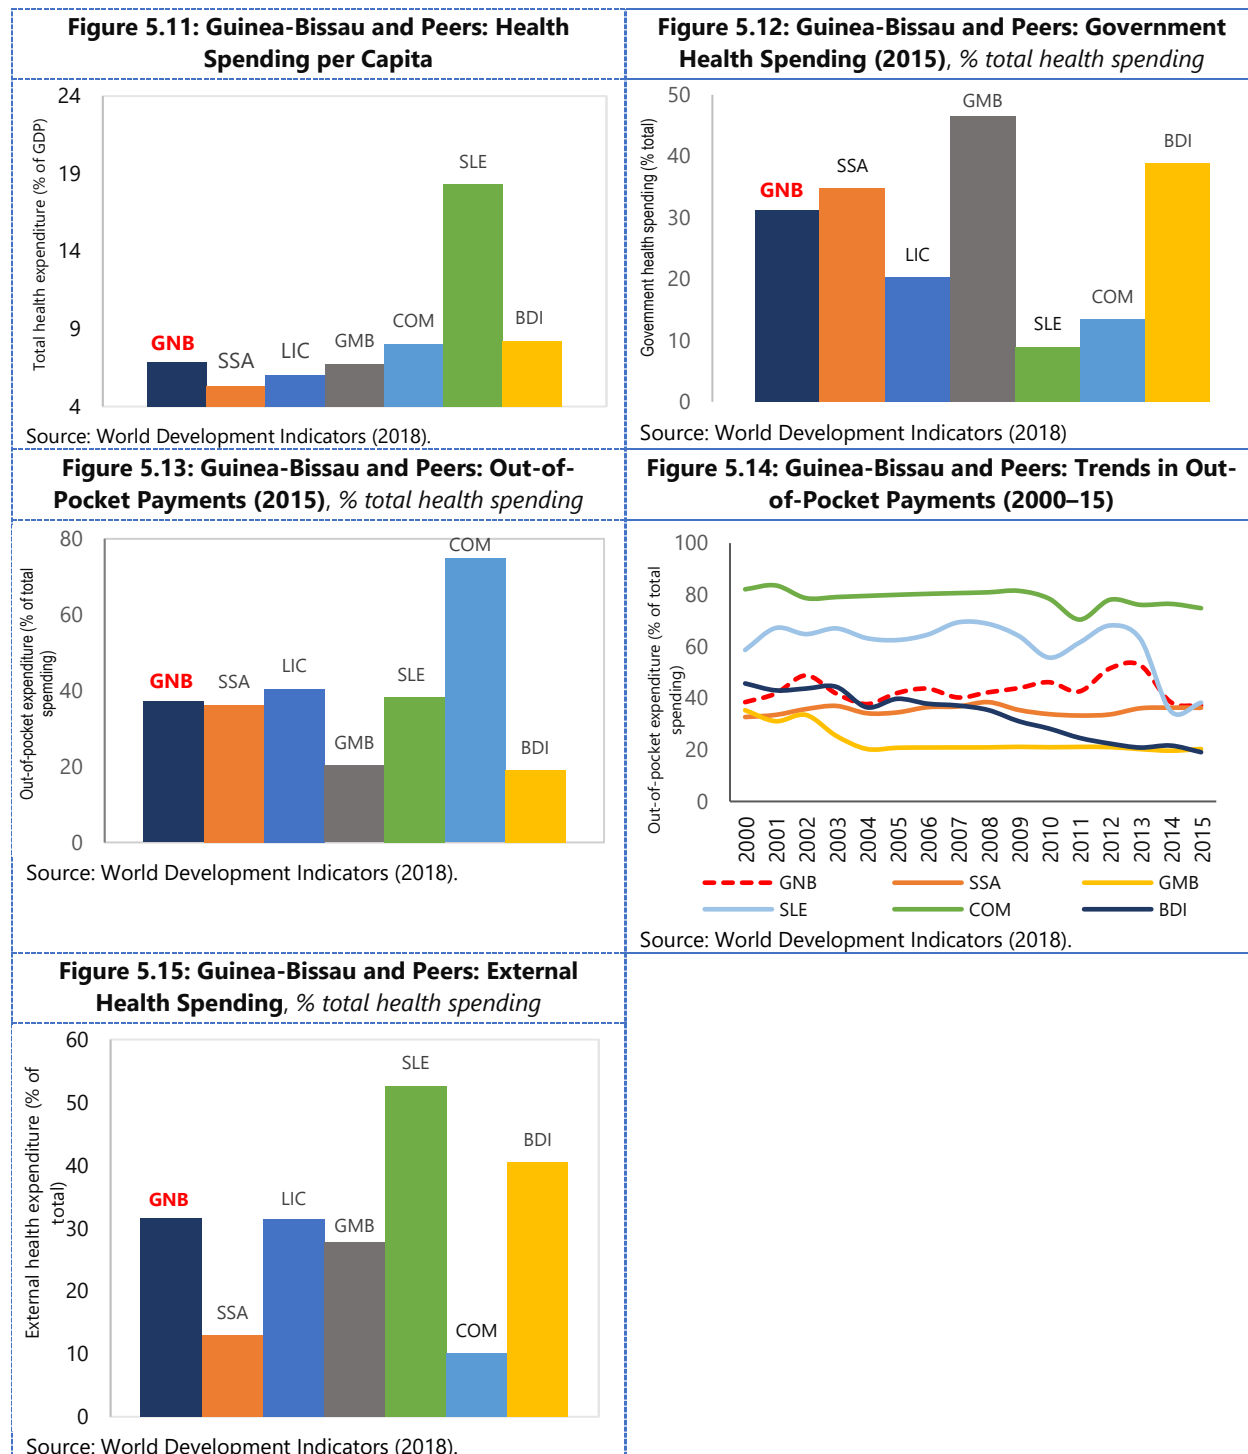 Figure 5.11: Guinea-Bissau and Peers: Health
Spending per Capita
Total health expenditure (% of GDP)
24
19
14
9
4
GNB
SSA
LIC
GMB
COM
SLE
BDI
Source: World Development Indicators (2018).
Figure 5.12: Guinea-Bissau and Peers: Government
Health Spending (2015), % total health spending
Government health spending (% total)
50
40
30
20
10
0
GNB
SSA
LIC
GMB
SLE
COM
BDI
Source: World Development Indicators (2018)
Figure 5.13: Guinea-Bissau and Peers: Out-of-
Pocket Payments (2015), % total health spending
Out-of-pocket expenditure (% of total
spending)
80
60
40
20
0
GNB
SSA
LIC
GMB
SLE
COM
BDI
Source: World Development Indicators (2018).
Figure 5.14: Guinea-Bissau and Peers: Trends in Out-
of-Pocket Payments (2000–15)
Out-of-pocket expenditure (% of total
spending)
100
80
60
40
20
0
2000
2001
2002
2003
2004
2005
2006
2007
2008
2009
2010
2011
2012
2013
2014
2015
GNB
SSA
GMB
SLE
COM
BDI
Source: World Development Indicators (2018).
Figure 5.15: Guinea-Bissau and Peers: External
Health Spending, % total health spending
External health expenditure (% of
total)
60
50
40
30
20
10
0
GNB
SSA
LIC
GMB
SLE
COM
BDI
Source: World Development Indicators (2018).